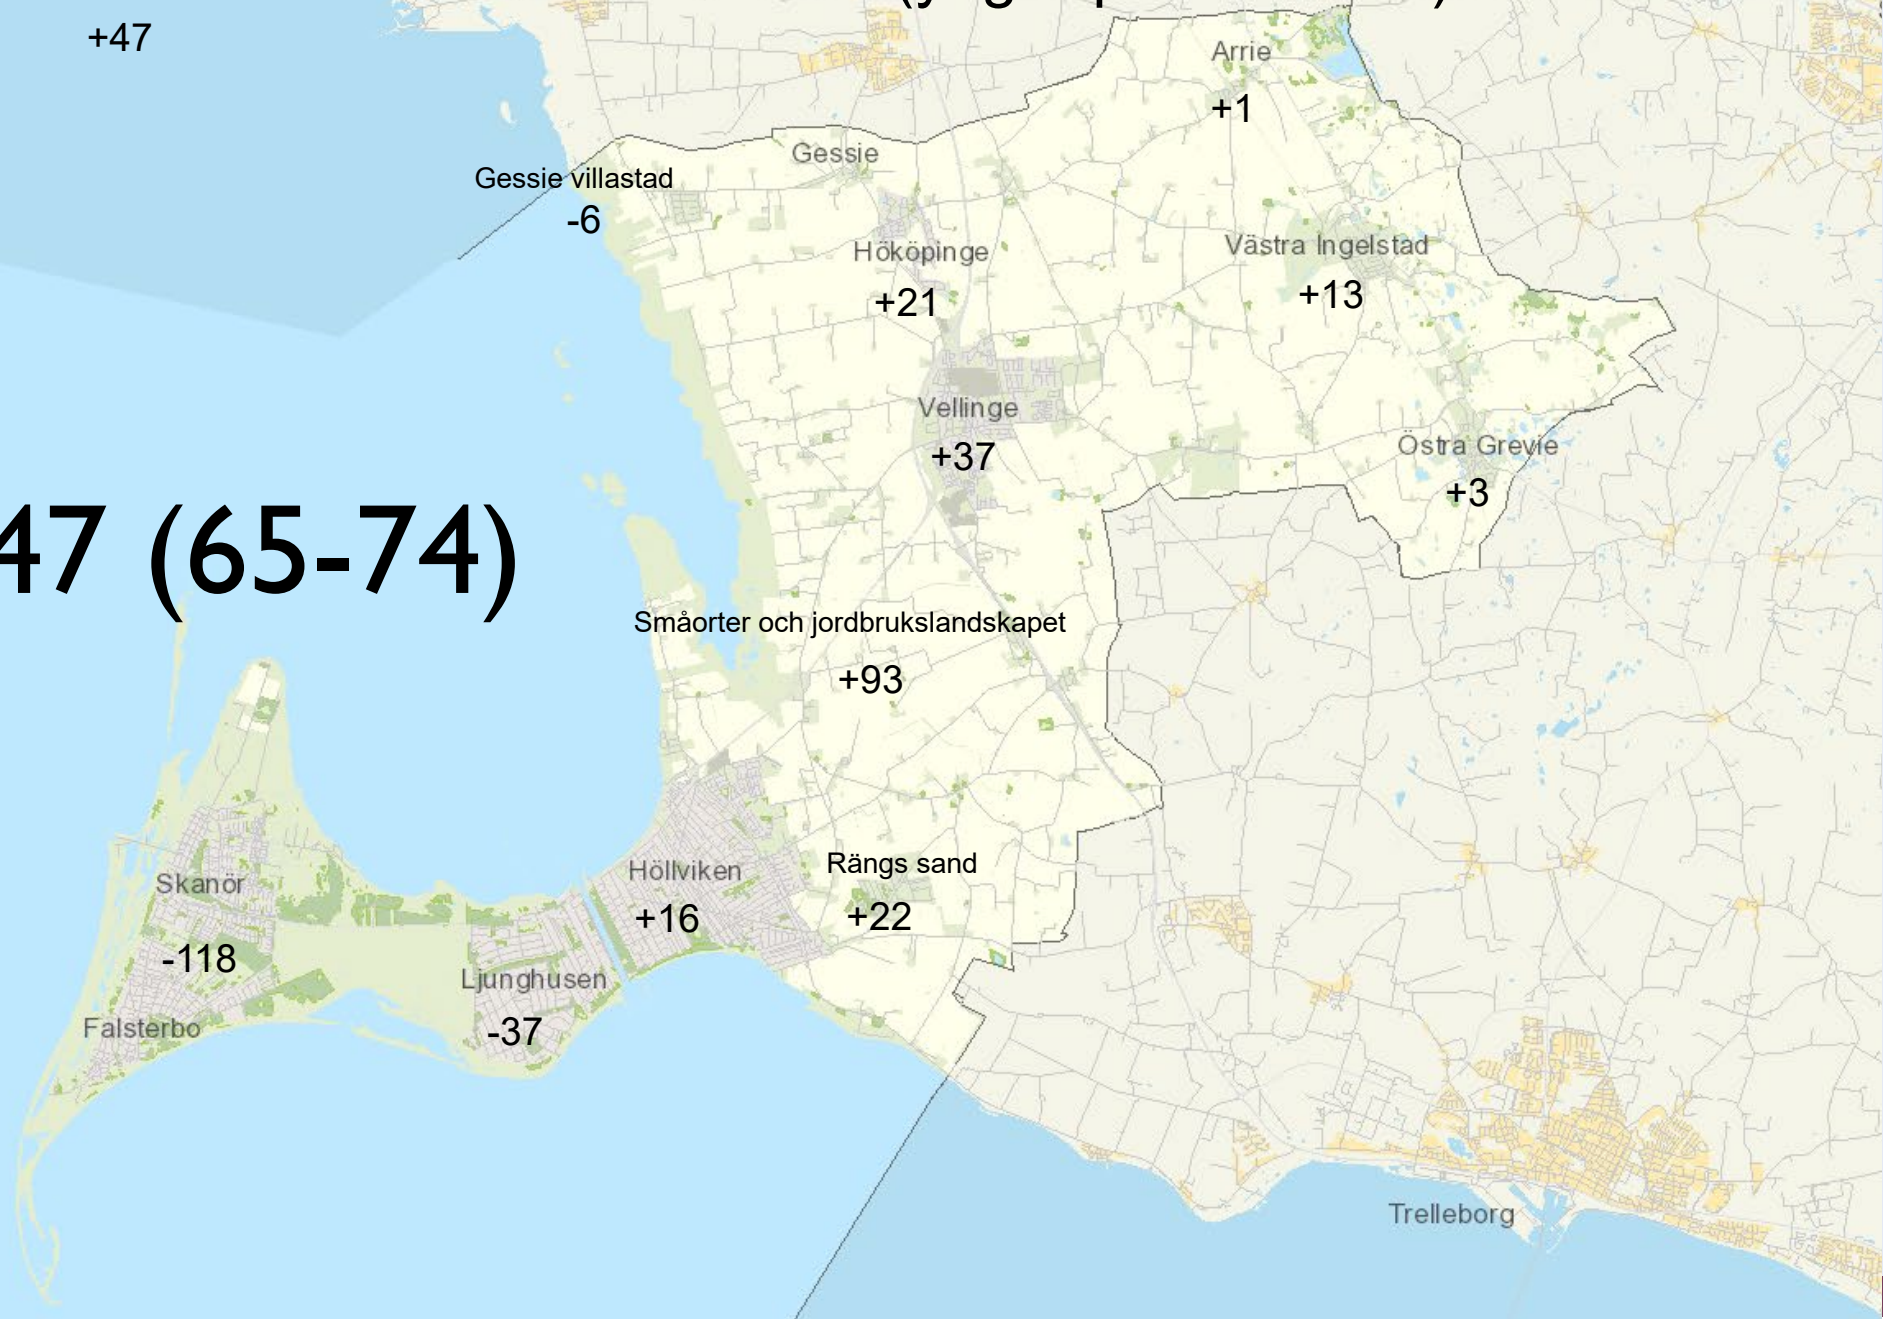 +47
Arrie
+1
Gessie
Gessie villastad
-6
Hököpinge
+21
Västra Ingelstad
+13
Vellinge
+37
Östra Grevie
+3
47 (65-74)
Småorter och jordbrukslandskapet
+93
Rängs sand
+22
Höllviken
+16
Skanör
-118
Ljunghusen
-37
Falsterbo
Trelleborg